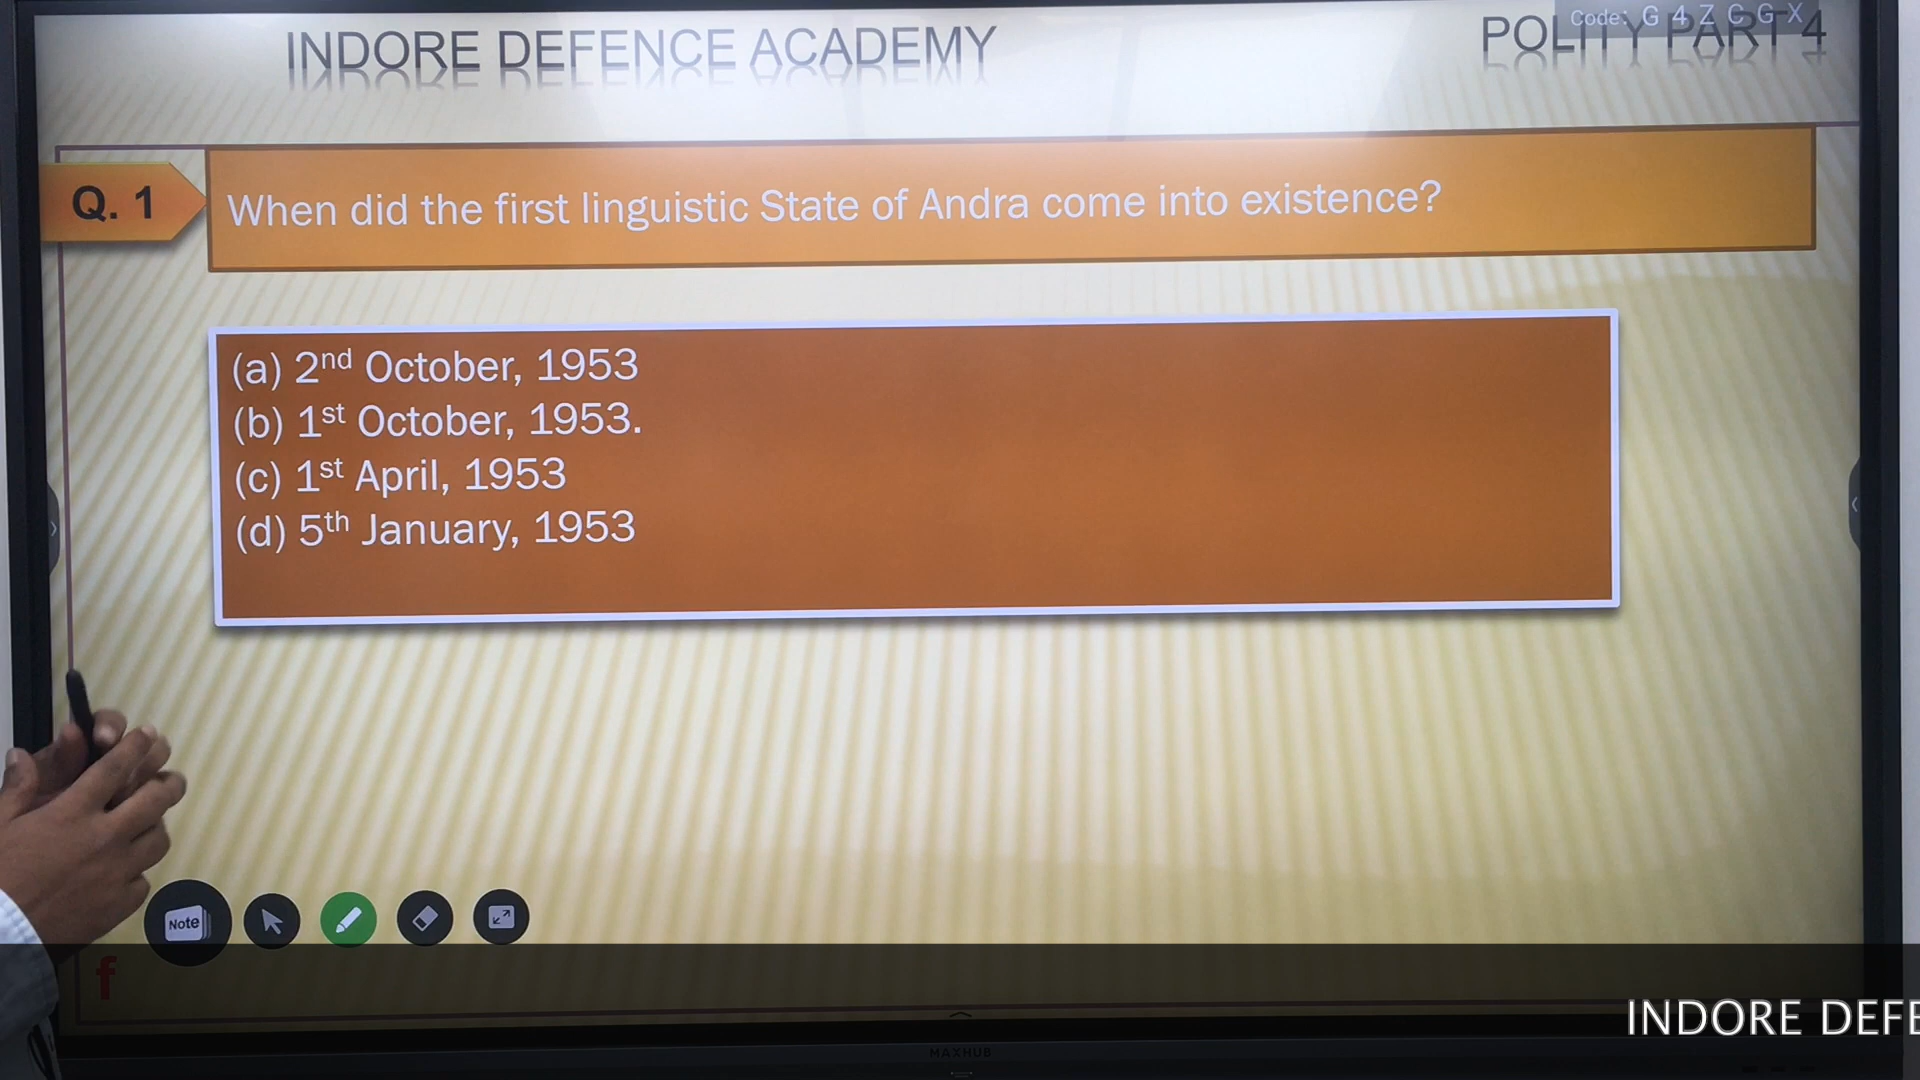 INDORE DEFENCE ACADEMY
POLITY PART 4
Code: G 4 Z C G X
Q. 1
When did the first linguistic State of Andra come into existence?
(a) 2nd October, 1953
(b) 1st October, 1953.
(c) 1st April, 1953
(d) 5th January, 1953
Note
f
INDORE DEFE
MAXHUB